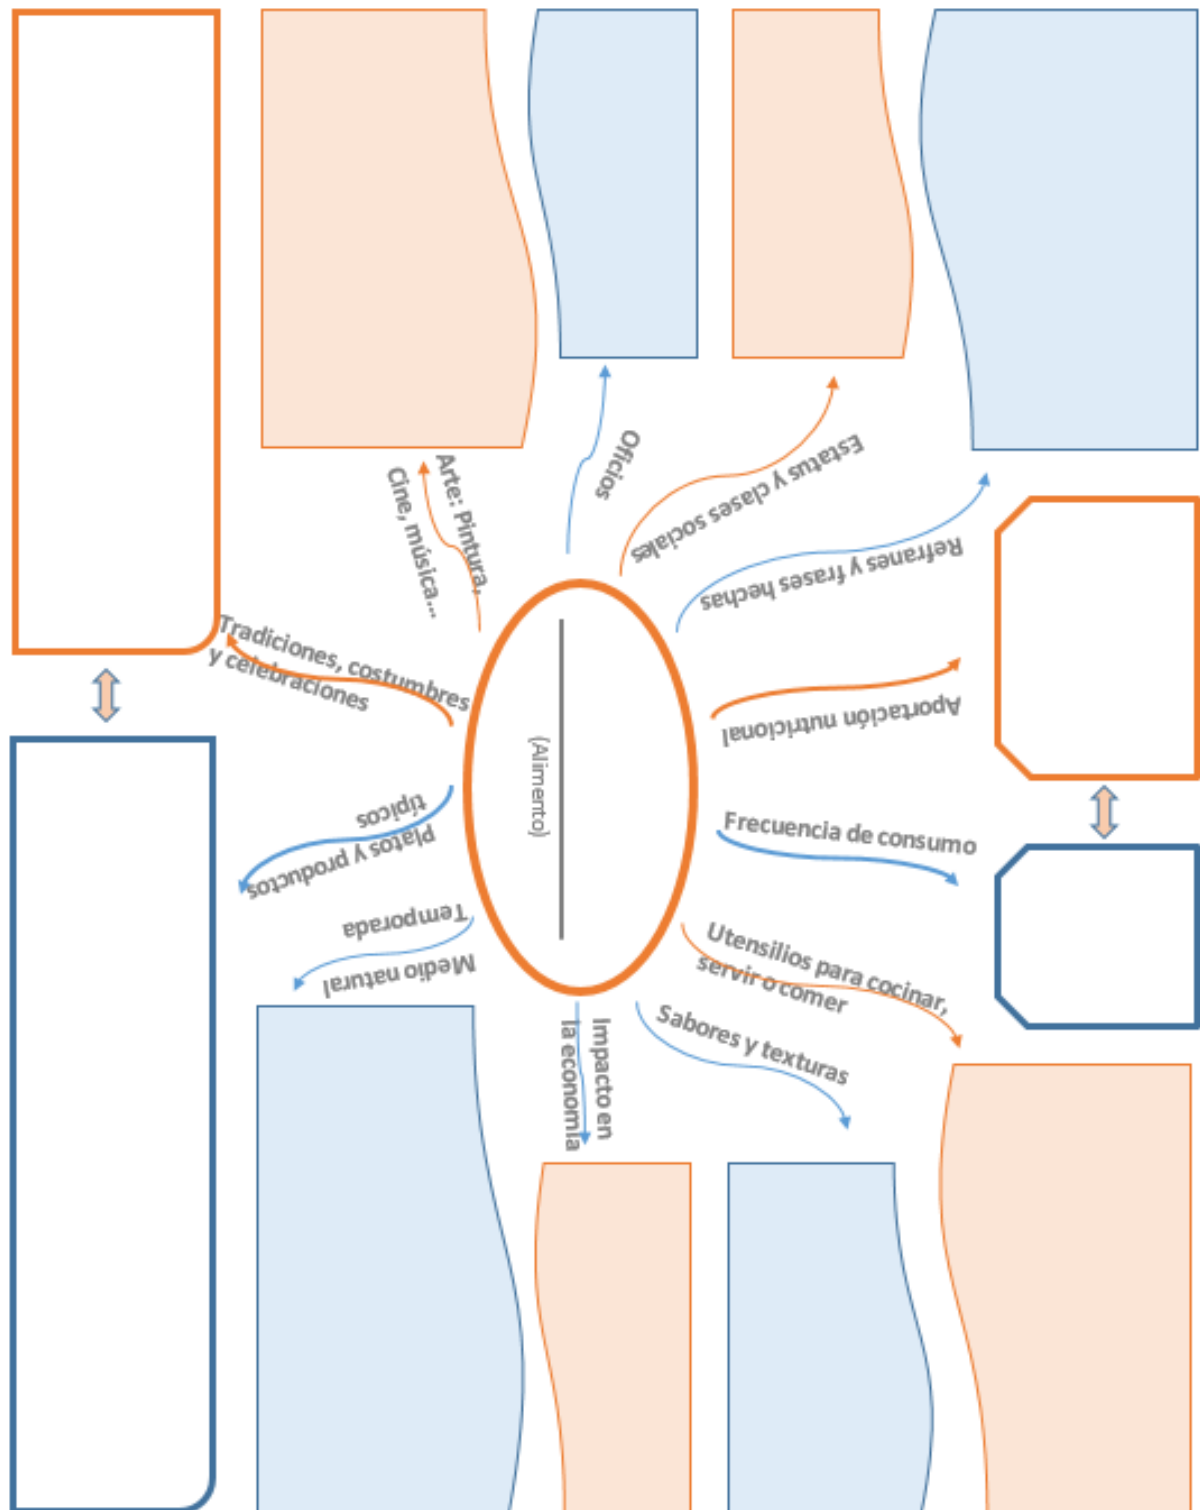 Arte: Pintura,
Cine, música...
Oficios
Estatus y clases sociales
Refranes y frases hechas
Tradiciones, costumbres
y celebraciones
(Alimento)
Aportación nutricional
Frecuencia de consumo
Platos y productos
típicos
Temporada
Medio natural
Impacto en
la economía
Sabores y texturas
Utensilios para cocinar,
servir o comer